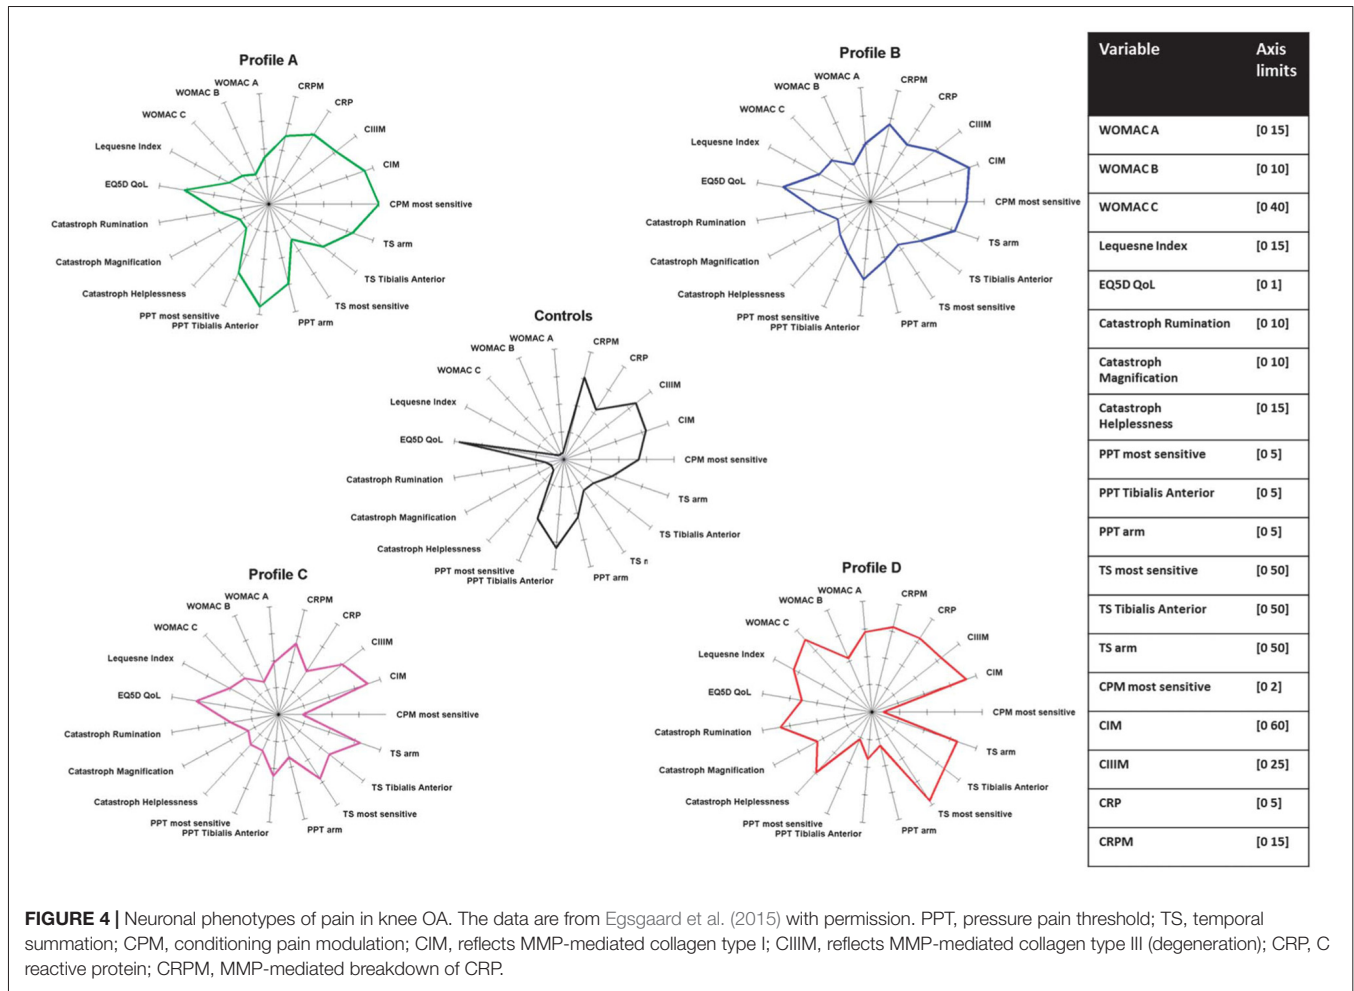 Profile A
WOMAC A
WOMAC B
WOMAC C
Lequesne Index
EQ5D QoL
Catastroph Rumination
Catastroph Magnification
Catastroph Helplessness
PPT most sensitive
PPT Tibialis Anterior
PPT arm
TS most sensitive
TS Tibialis Anterior
TS arm
CPM most sensitive
CIM
CIIIM
CRP
CRPM
Profile B
WOMAC A
WOMAC B
WOMAC C
Lequesne Index
EQ5D QoL
Catastroph Rumination
Catastroph Magnification
Catastroph Helplessness
PPT most sensitive
PPT Tibialis Anterior
PPT arm
TS most sensitive
TS Tibialis Anterior
TS arm
CPM most sensitive
CIM
CIIIM
CRP
CRPM
Controls
WOMAC A
WOMAC B
WOMAC C
Lequesne Index
EQ5D QoL
Catastroph Rumination
Catastroph Magnification
Catastroph Helplessness
PPT most sensitive
PPT Tibialis Anterior
PPT arm
TS
TS Tibialis Anterior
TS arm
CPM most sensitive
CIM
CIIIM
CRP
CRPM
Profile C
WOMAC A
WOMAC B
WOMAC C
Lequesne Index
EQ5D QoL
Catastroph Rumination
Catastroph Magnification
Catastroph Helplessness
PPT most sensitive
PPT Tibialis Anterior
PPT arm
TS most sensitive
TS Tibialis Anterior
TS arm
CPM most sensitive
CIM
CIIIM
CRP
CRPM
Profile D
WOMAC A
WOMAC B
WOMAC C
Lequesne Index
EQ5D QoL
Catastroph Rumination
Catastroph Magnification
Catastroph Helplessness
PPT most sensitive
PPT Tibialis Anterior
PPT arm
TS most sensitive
TS Tibialis Anterior
TS arm
CPM most sensitive
CIM
CIIIM
CRP
CRPM
Variable Axis
limits
WOMAC A [0 15]
WOMAC B [0 10]
WOMAC C [0 40]
Lequesne Index [0 15]
EQ5D QoL [0 1]
Catastroph Rumination [0 10]
Catastroph [0 10]
Magnification
Catastroph [0 15]
Helplessness
PPT most sensitive [0 5]
PPT Tibialis Anterior [0 5]
PPT arm [0 5]
TS most sensitive [0 50]
TS Tibialis Anterior [0 50]
TS arm [0 50]
CPM most sensitive [0 2]
CIM [0 60]
CIIIM [0 25]
CRP [0 5]
CRPM [0 15]
FIGURE 4 | Neuronal phenotypes of pain in knee OA. The data are from Egsgaard et al. (2015) with permission. PPT, pressure pain threshold; TS, temporal
summation; CPM, conditioning pain modulation; CIM, reflects MMP-mediated collagen type I; CIIIM, reflects MMP-mediated collagen type III (degeneration); CRP, C
reactive protein; CRPM, MMP-mediated breakdown of CRP.